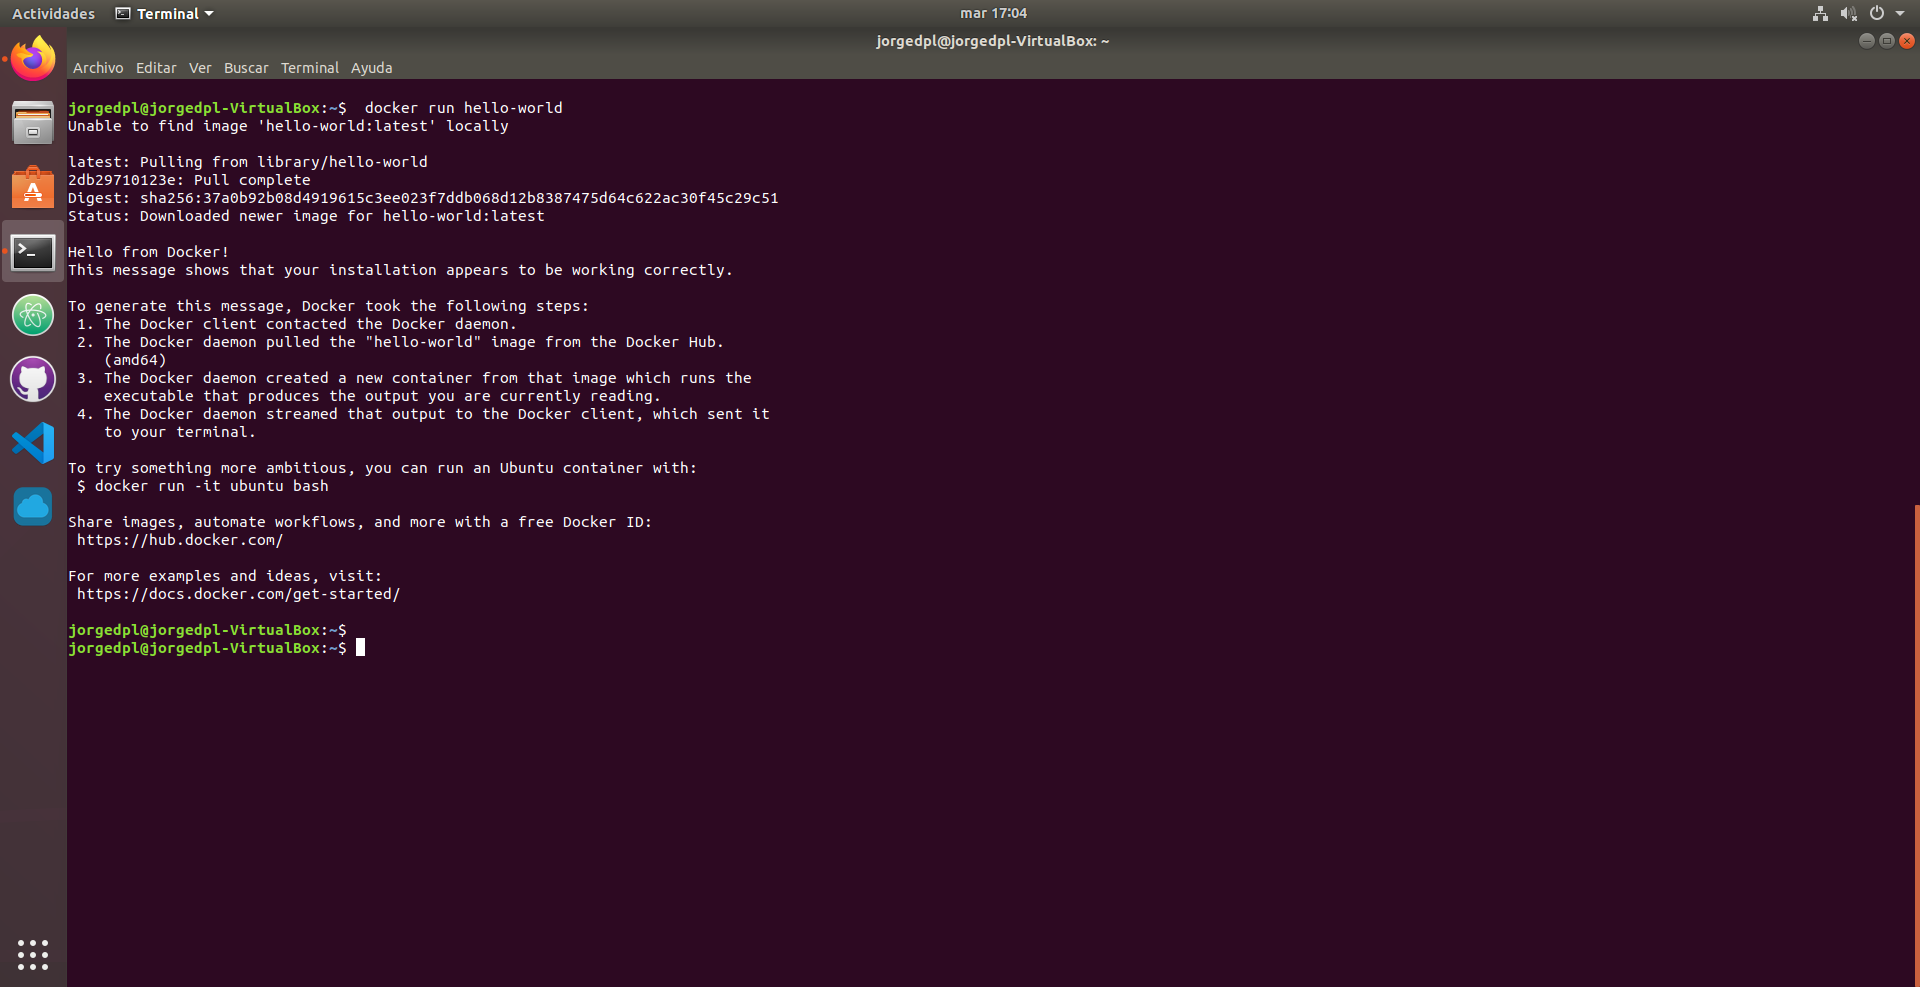 Actividades Terminal mar 17:04
jorgedpl@jorgedpl-VirtualBox: ~
Archivo Editar Ver Buscar Terminal Ayuda
jorgedpl@jorgedpl-VirtualBox:~$  docker run hello-world
Unable to find image 'hello-world:latest' locally
latest: Pulling from library/hello-world
2db29710123e: Pull complete
Digest: sha256:37a0b92b08d4919615c3ee023f7ddb068d12b8387475d64c622ac30f45c29c51
Status: Downloaded newer image for hello-world:latest
Hello from Docker!
This message shows that your installation appears to be working correctly.
To generate this message, Docker took the following steps:
 1. The Docker client contacted the Docker daemon.
 2. The Docker daemon pulled the "hello-world" image from the Docker Hub.
    (amd64)
 3. The Docker daemon created a new container from that image which runs the
    executable that produces the output you are currently reading.
 4. The Docker daemon streamed that output to the Docker client, which sent it
    to your terminal.
To try something more ambitious, you can run an Ubuntu container with:
 $ docker run -it ubuntu bash
Share images, automate workflows, and more with a free Docker ID:
 https://hub.docker.com/
For more examples and ideas, visit:
 https://docs.docker.com/get-started/
jorgedpl@jorgedpl-VirtualBox:~$
jorgedpl@jorgedpl-VirtualBox:~$